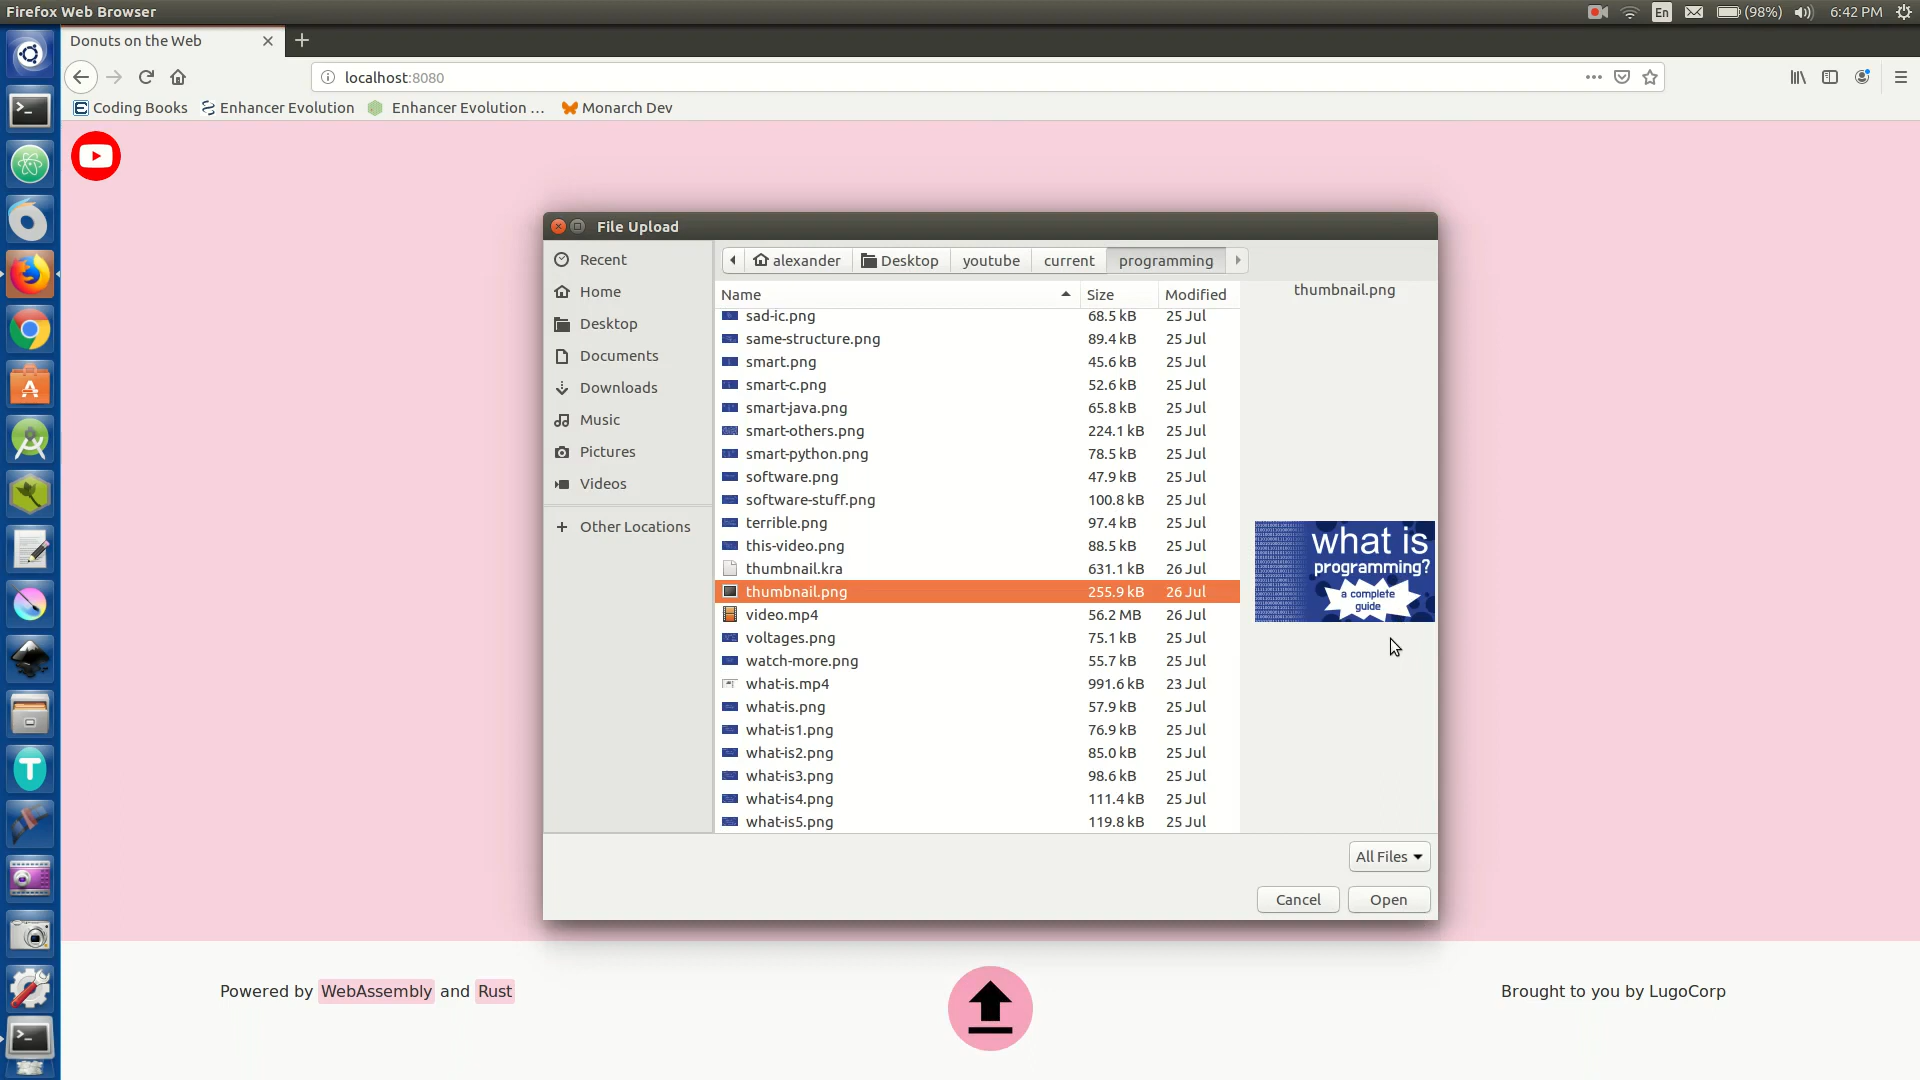 Firefox Web Browser
En
(98%)
6:42 PM
Donuts on the Web
localhost:8080
Coding Books
Enhancer Evolution
Enhancer Evolution ...
Monarch Dev
File Upload
Recent
Home
Desktop
Documents
Downloads
Music
Pictures
Videos
Other Locations
alexander
Desktop
youtube
current
programming
Name Size Modified
sad-ic.png 68.5 kB 25 Jul
same-structure.png 89.4 kB 25 Jul
smart.png 45.6 kB 25 Jul
smart-c.png 52.6 kB 25 Jul
smart-java.png 65.8 kB 25 Jul
smart-others.png 224.1 kB 25 Jul
smart-python.png 78.5 kB 25 Jul
software.png 47.9 kB 25 Jul
software-stuff.png 100.8 kB 25 Jul
terrible.png 97.4 kB 25 Jul
this-video.png 88.5 kB 25 Jul
thumbnail.kra 631.1 kB 26 Jul
thumbnail.png 255.9 kB 26 Jul
video.mp4 56.2 MB 26 Jul
voltages.png 75.1 kB 25 Jul
watch-more.png 55.7 kB 25 Jul
what-is.mp4 991.6 kB 23 Jul
what-is.png 57.9 kB 25 Jul
what-is1.png 76.9 kB 25 Jul
what-is2.png 85.0 kB 25 Jul
what-is3.png 98.6 kB 25 Jul
what-is4.png 111.4 kB 25 Jul
what-is5.png 119.8 kB 25 Jul
thumbnail.png
what is
programming?
a complete
guide
All Files
Cancel
Open
Powered by WebAssembly and Rust
Brought to you by LugoCorp